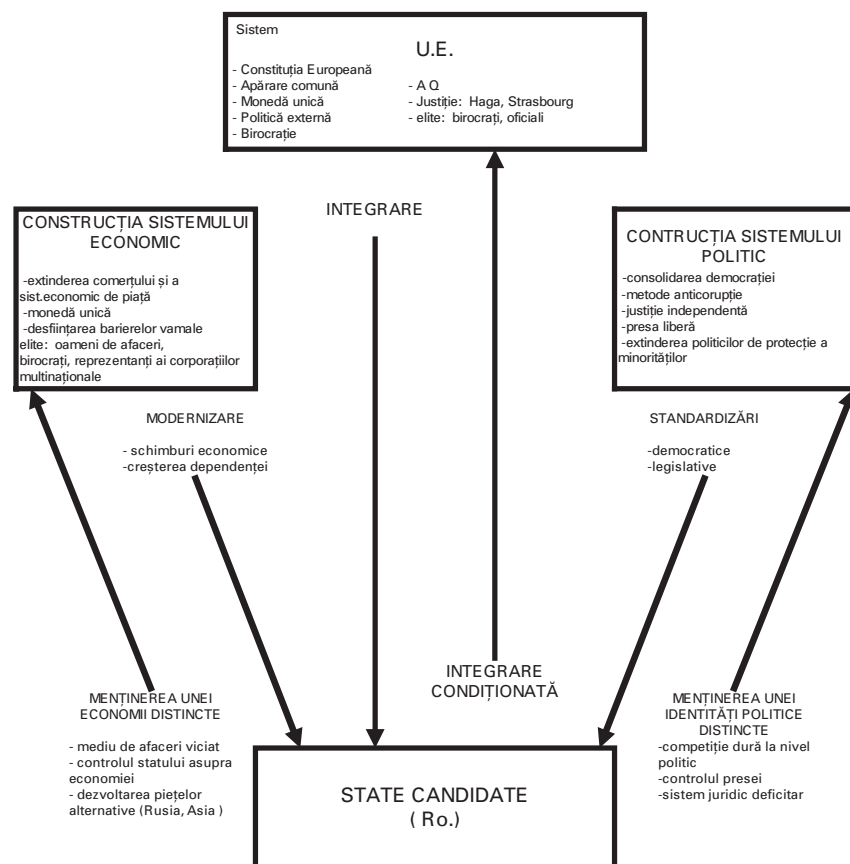 Sistem
U.E.
- Constituția Europeană
- Apărare comună
- Monedă unică
- Politică externă
- Birocrație
- A Q
- Justiție: Haga, Strasbourg
- elite: birocrați, oficiali
INTEGRARE
CONSTRUCȚIA SISTEMULUI
ECONOMIC
-extinderea comerțului și a
sist.economic de piață
-monedă unică
-desființarea barierelor vamale
elite: oameni de afaceri,
birocrați, reprezentanți ai corporațiilor
multinaționale
CONTRUCȚIA SISTEMULUI
POLITIC
-consolidarea democrației
-metode anticorupție
-justiție independentă
-presa liberă
-extinderea politicilor de protecție a
minorităților
MODERNIZARE
- schimburi economice
-creșterea dependenței
STANDARDIZĂRI
-democratice
-legislative
INTEGRARE
CONDIȚIONATĂ
MENȚINEREA UNEI
ECONOMII DISTINCTE
- mediu de afaceri viciat
- controlul statului asupra
economiei
- dezvoltarea piețelor
alternative (Rusia, Asia )
MENȚINEREA UNEI
IDENTITĂȚI POLITICE
DISTINCTE
-competiție dură la nivel
politic
-controlul presei
-sistem juridic deficitar
STATE CANDIDATE
( Ro.)